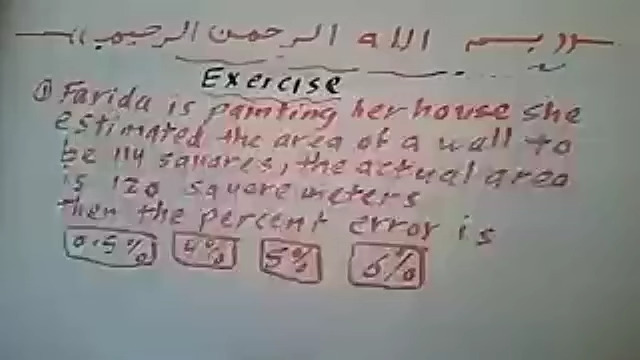 بسم الله الرحمن الرحيم
Exercise
① Farida is painting her house she
estimated the area of a wall to
be 114 squares, the actual area
is 120 square meters
then the percent error is
0.5% 4% 5% 5%